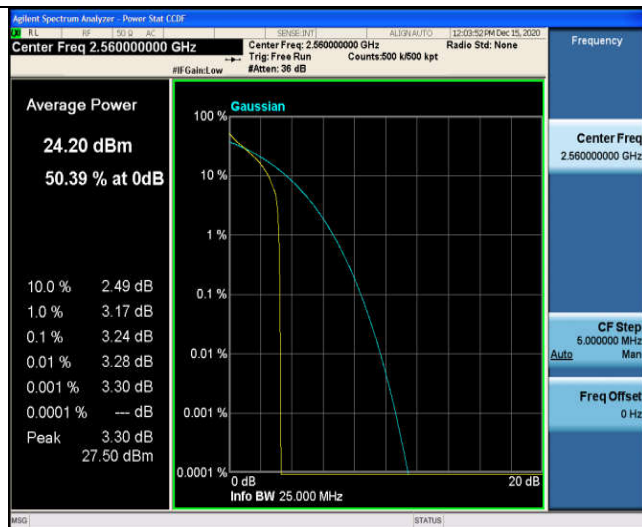 Agilent Spectrum Analyzer - Power Stat CCDF
RL RF 50 Ω AC SENSE:INT ALIGN AUTO 12:03:52 PM Dec 15, 2020
Center Freq 2.560000000 GHz
Center Freq: 2.560000000 GHz
Radio Std: None
Trig: Free Run
Counts:500 k/500 kpt
#IFGain:Low
#Atten: 36 dB
Frequency
Average Power
24.20 dBm
50.39 % at 0dB
10.0 % 2.49 dB
1.0 % 3.17 dB
0.1 % 3.24 dB
0.01 % 3.28 dB
0.001 % 3.30 dB
0.0001 % --- dB
Peak 3.30 dB
27.50 dBm
Gaussian
100 %
10 %
1 %
0.1 %
0.01 %
0.001 %
0.0001 %
0 dB
20 dB
Info BW 25.000 MHz
Center Freq
2.560000000 GHz
CF Step
5.000000 MHz
Auto Man
Freq Offset
0 Hz
MSG
STATUS